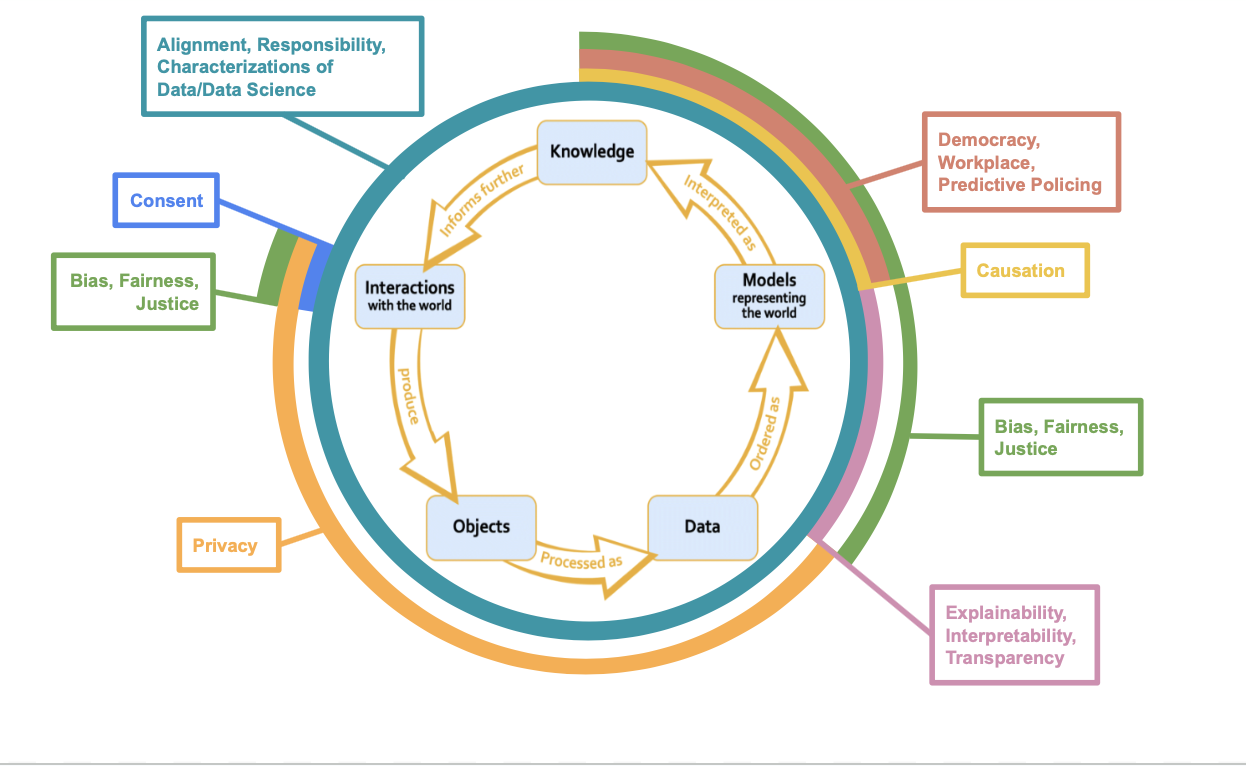 Alignment, Responsibility,
Characterizations of
Data/Data Science
Consent
Bias, Fairness,
Justice
Privacy
Knowledge
Informs further
Interactions
with the world
produce
Objects
Processed as
Data
Ordered as
Models
representing
the world
Interpreted as
Democracy,
Workplace,
Predictive Policing
Causation
Bias, Fairness,
Justice
Explainability,
Interpretability,
Transparency